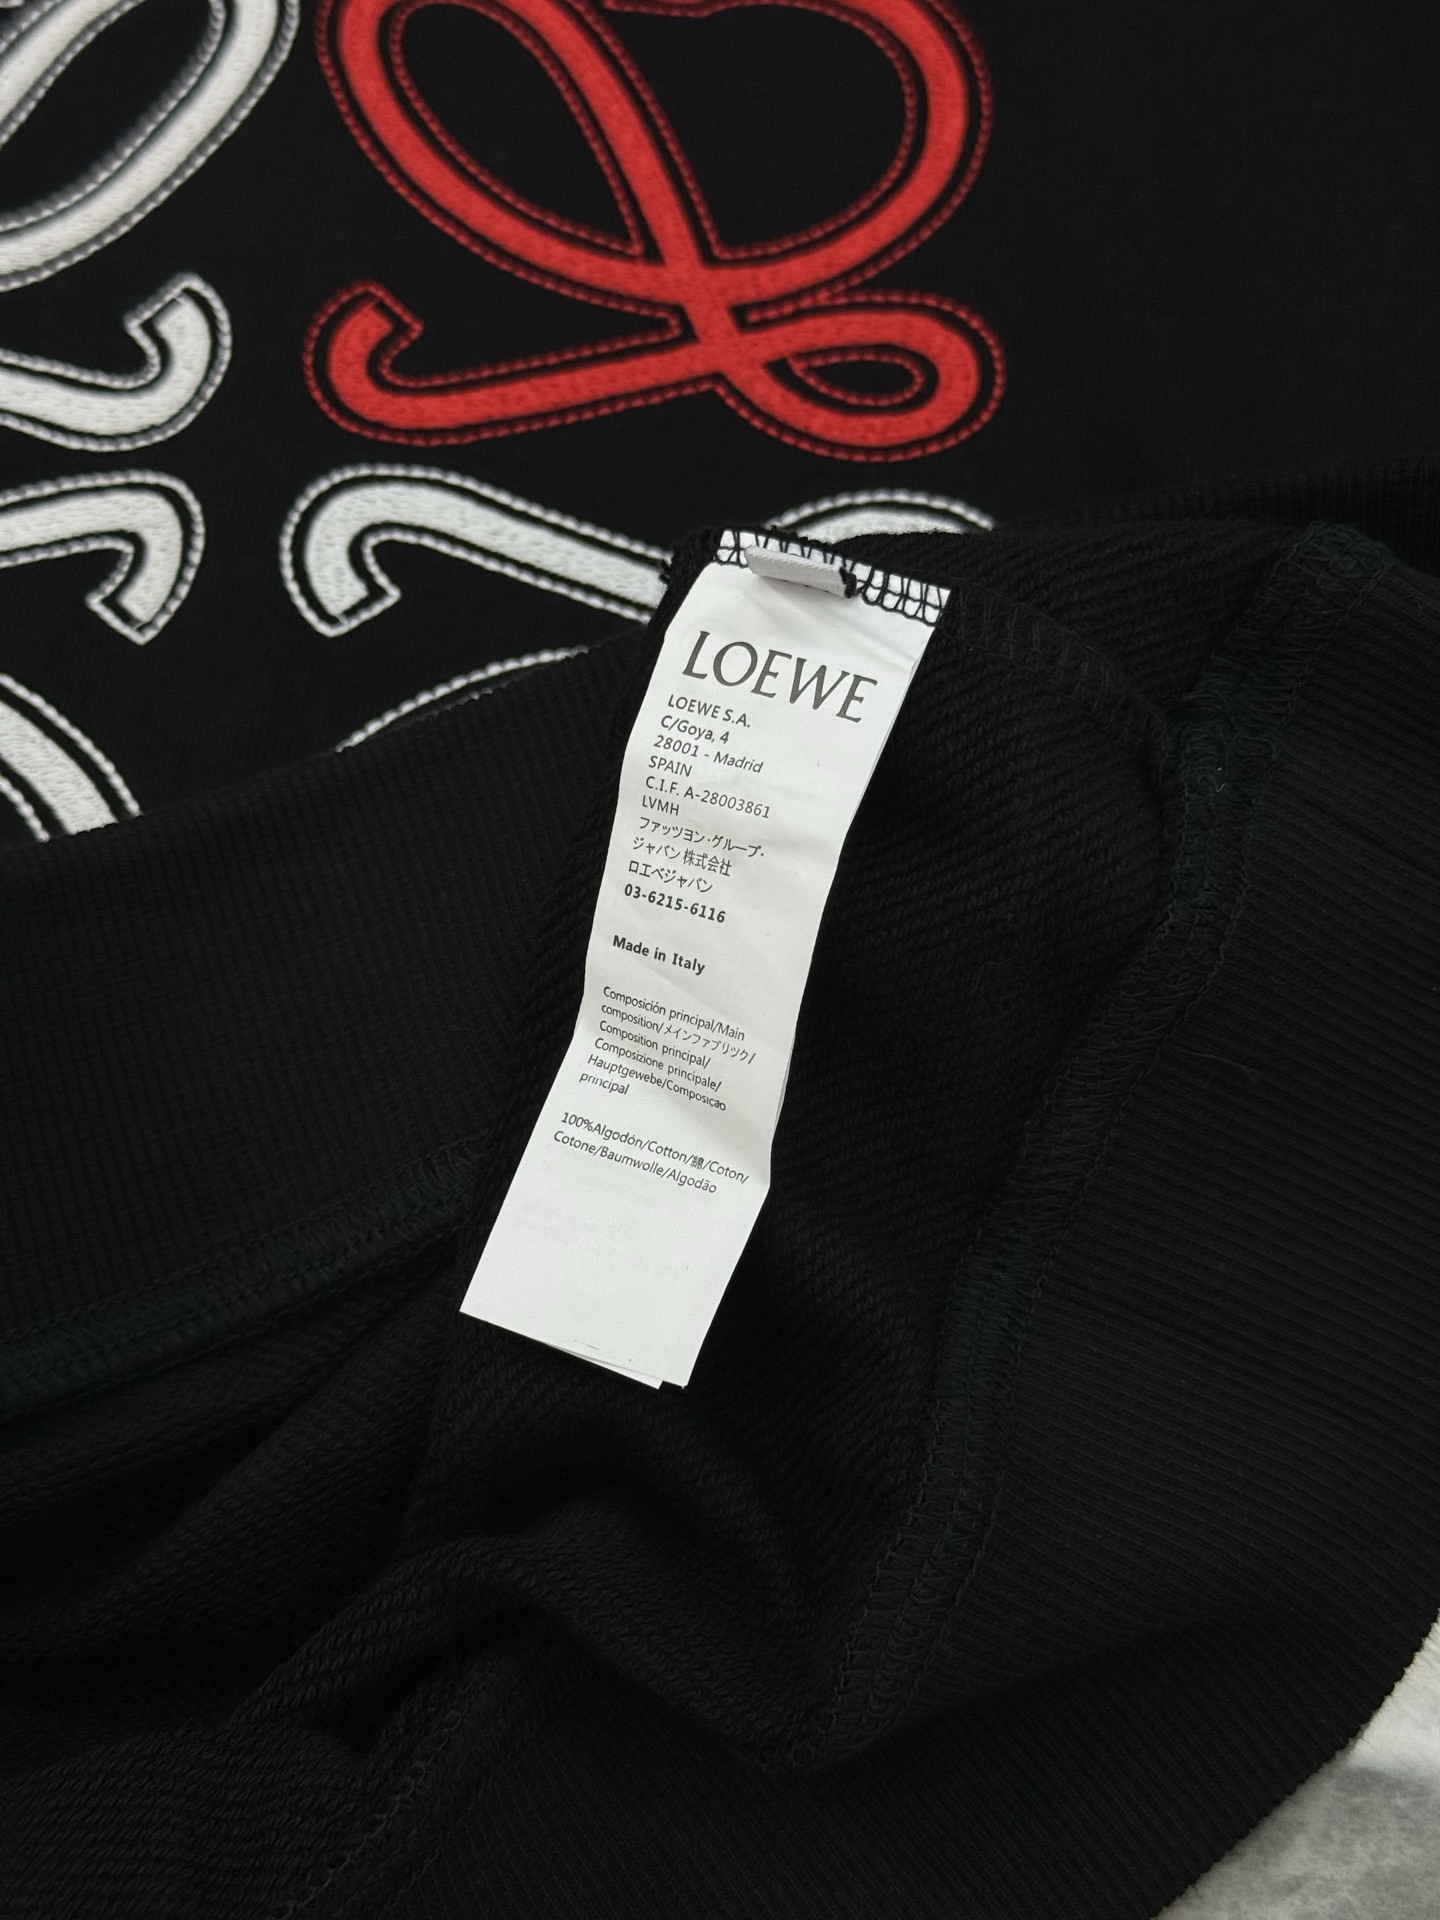 LOEWE
LOEWE S.A.
C/Goya, 4
28001 - Madrid
SPAIN
C.I.F. A-28003861
LVMH
ファッツヨン·グループ·
ジャパン 株式会社
ロエベジャパン
03-6215-6116
Made in Italy
Composición principal/Main
composition/メインファブリック/
Composition principal/
Composizione principale/
Hauptgewebe/Composicao
principal
100%Algodón/Cotton/綿/Coton/
Cotone/Baumwolle/Algodão